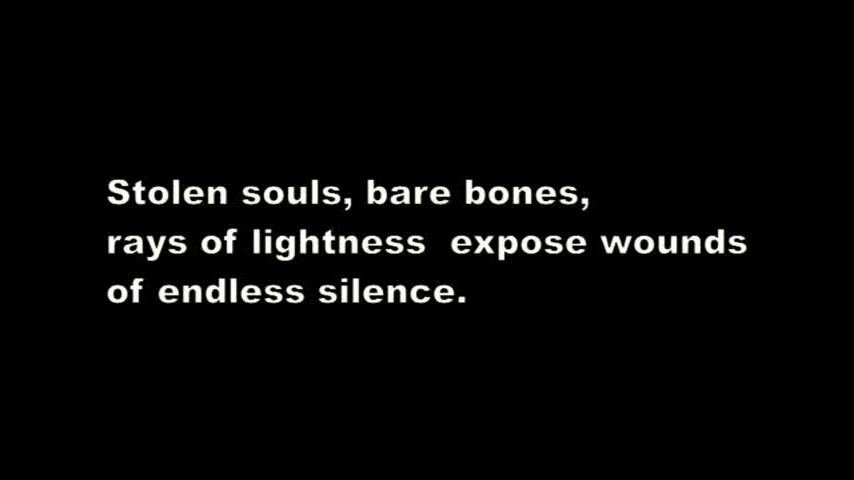 Stolen souls, bare bones,
rays of lightness  expose wounds
of endless silence.